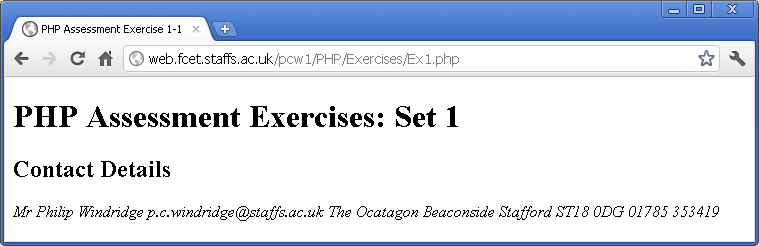 PHP Assessment Exercise 1-1
web.fcet.staffs.ac.uk/pcw1/PHP/Exercises/Ex1.php
PHP Assessment Exercises: Set 1
Contact Details
Mr Philip Windridge p.c.windridge@staffs.ac.uk The Ocatagon Beaconside Stafford ST18 0DG 01785 353419